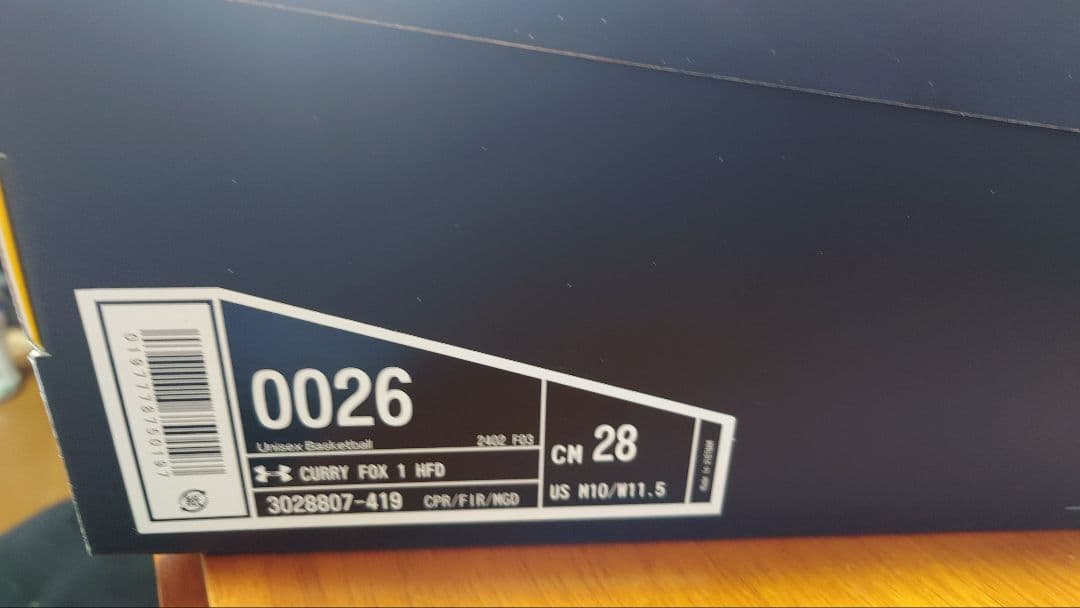 0026
Unisex Basketball
2402 F03
CURRY FOX 1 HFD
3028807-419 CPR/FIR/MGD
CM 28
US M10/W11.5